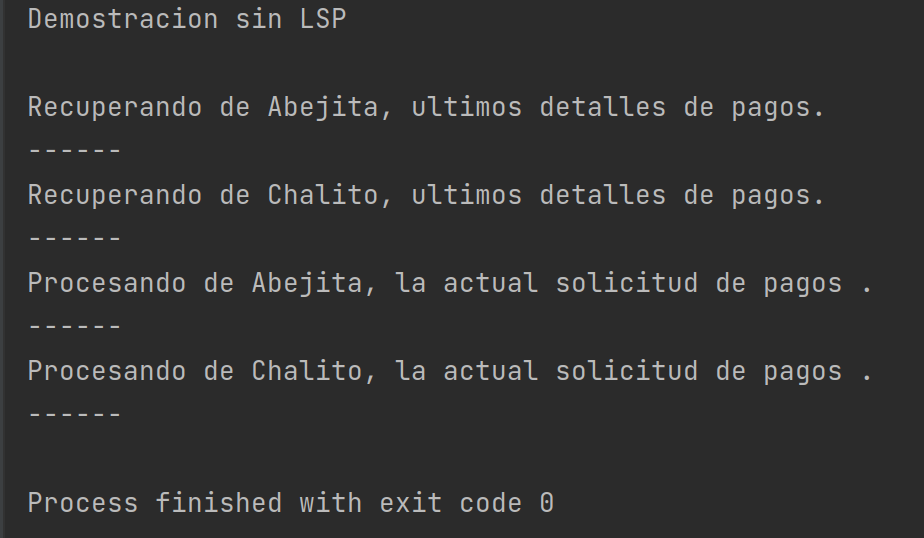 Demostracion sin LSP
Recuperando de Abejita, ultimos detalles de pagos.
------
Recuperando de Chalito, ultimos detalles de pagos.
------
Procesando de Abejita, la actual solicitud de pagos .
------
Procesando de Chalito, la actual solicitud de pagos .
------
Process finished with exit code 0